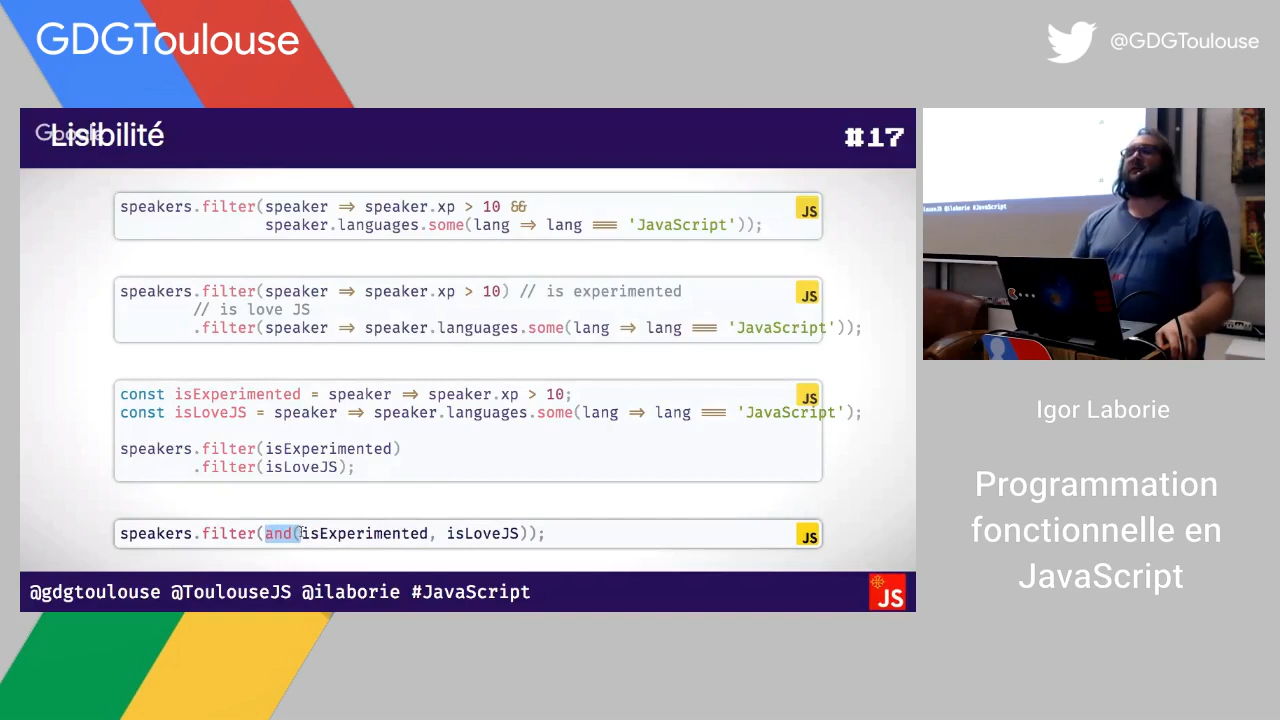 GDGToulouse
@GDGToulouse
Google
Lisibilité
#17
speakers.filter(speaker => speaker.xp > 10 &&
speaker.languages.some(lang => lang === 'JavaScript'));
JS
speakers.filter(speaker => speaker.xp > 10) // is experimented
// is love JS
.filter(speaker => speaker.languages.some(lang => lang === 'JavaScript'));
JS
const isExperimented = speaker => speaker.xp > 10;
const isLoveJS = speaker => speaker.languages.some(lang => lang === 'JavaScript');
speakers.filter(isExperimented)
.filter(isLoveJS);
JS
speakers.filter(and(isExperimented, isLoveJS));
JS
@gdgtoulouse @ToulouseJS @ilaborie #JavaScript
JS
@ilaborie #JavaScript
Igor Laborie
Programmation
fonctionnelle en
JavaScript